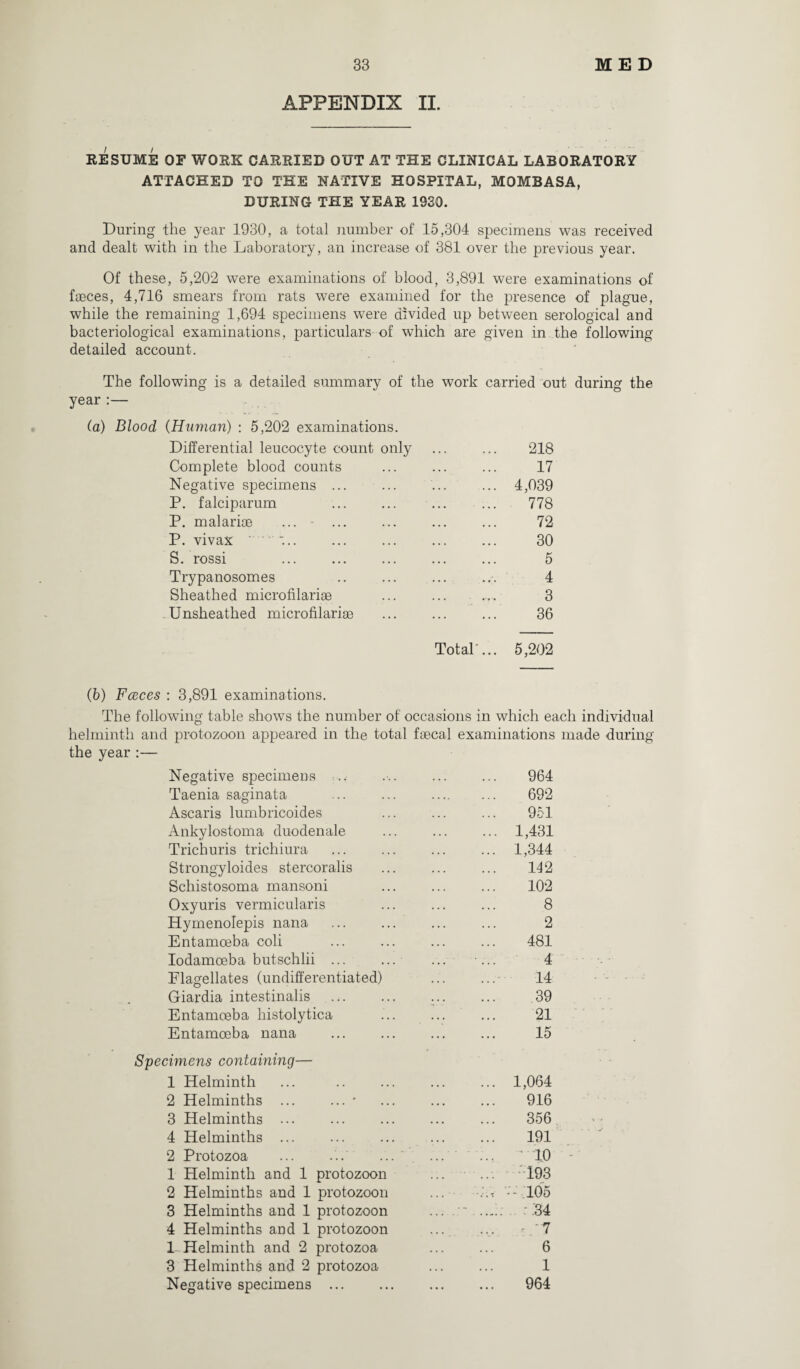 33 MED
APPENDIX II.
RÉSUMÉ OF WORK CARRIED OUT AT THE CLINICAL LABORATORY
ATTACHED TO THE NATIVE HOSPITAL, MOMBASA,
DURING THE YEAR 1930.
During the year 1930, a total number of 15,304 specimens was received
and dealt with in the Laboratory, an increase of 381 over the previous year.
Of these, 5,202 were examinations of blood, 3,891 were examinations of
fæces, 4,716 smears from rats were examined for the presence of plague,
while the remaining 1,694 specimens were divided up between serological and
bacteriological examinations, particulars of which are given in the following
detailed account.
The following is a detailed summary of the work carried out during the
year :—
(a) Blood (Human) : 5,202 examinations.
Differential leucocyte count only ... ... 218
Complete blood counts ... ... ... 17
Negative specimens ... ... ... ... 4,039
P. falciparum ... ... ... ... 778
P. malariæ ... ... ... ... ... 72
P. vivax ... ... ... ... ... 30
S. rossi ... ... ... ... ... 5
Trypanosomes .. ... ... ... 4
Sheathed microfilariæ ... ... ... 3
Unsheathed microfilariæ ... ... ... 36
Total ... 5,202
(b) Fæces : 3,891 examinations.
The following table shows the number of occasions in which each individual
helminth and protozoon appeared in the total fæcal examinations made during
the year :—
Negative specimens ... ... ... ... 964
Taenia saginata ... ... .... ... 692
Ascaris lumbricoides ... ... ... 951
Ankylostoma duodenale ... ... ... 1,431
Trichuris trichiura ... ... ... ... 1,344
Strongyloides stercoralis ... ... ... 142
Schistosoma mansoni ... ... ... 102
Oxyuris vermicularis ... ... ... 8
Hymenolepis nana ... ... ... ... 2
Entamœba coli ... ... ... ... 481
Iodamœba butschlii ... ... ... ... 4
Flagellates (undifferentiated) ... ... 14
Giardia intestinalis ... ... ... ... 39
Entamœba histolytica ... ... ... 21
Entamœba nana ... ... ... ... 15
Specimens containing—
1 Helminth ... .. ... ... ... 1,064
2 Helminths ... ... ... ... ... 916
3 Helminths ... ... ... ... ... 356
4 Helminths ... ... ... ... ... 191
2 Protozoa ... ... ... ... ... 10
1 Helminth and 1 protozoon ... ... 193
2 Helminths and 1 protozoon ... ... 105
3 Helminths and 1 protozoon ... ... 34
4 Helminths and 1 protozoon ... ... 7
1 Helminth and 2 protozoa ... ... 6
3 Helminths and 2 protozoa ... ... 1
Negative specimens ... ... ... ... 964